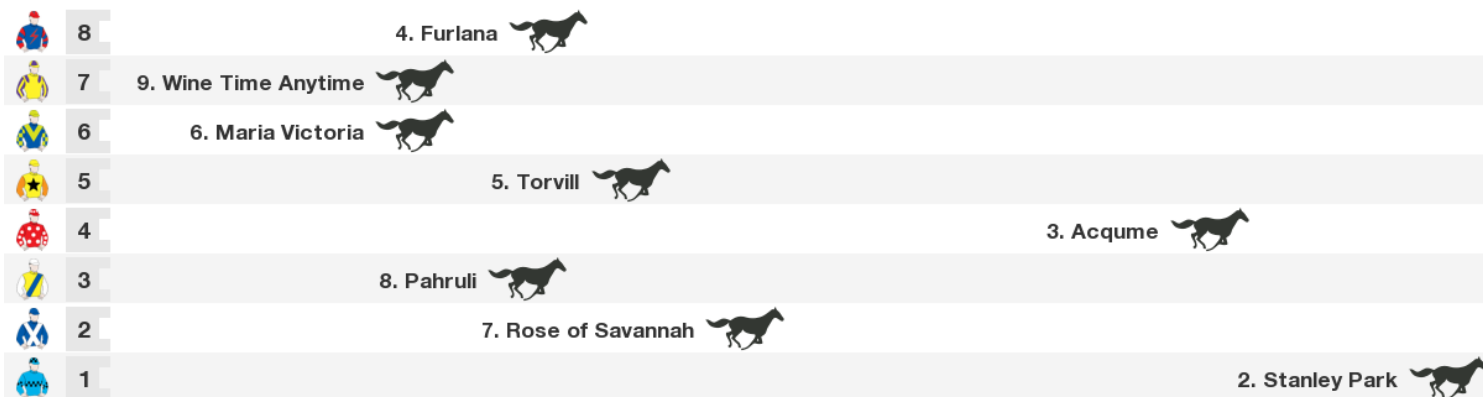 8 4. Furlana
7 9. Wine Time Anytime
6 6. Maria Victoria
5 5. Torvill
4 3. Acqume
3 8. Pahruli
2 7. Rose of Savannah
1 2. Stanley Park